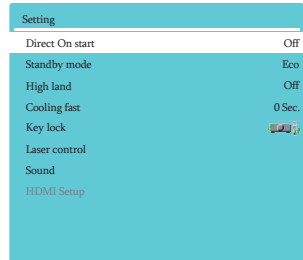 Setting
Direct On start Off
Standby mode Eco
High land Off
Cooling fast 0 Sec.
Key lock
Laser control
Sound
HDMI Setup